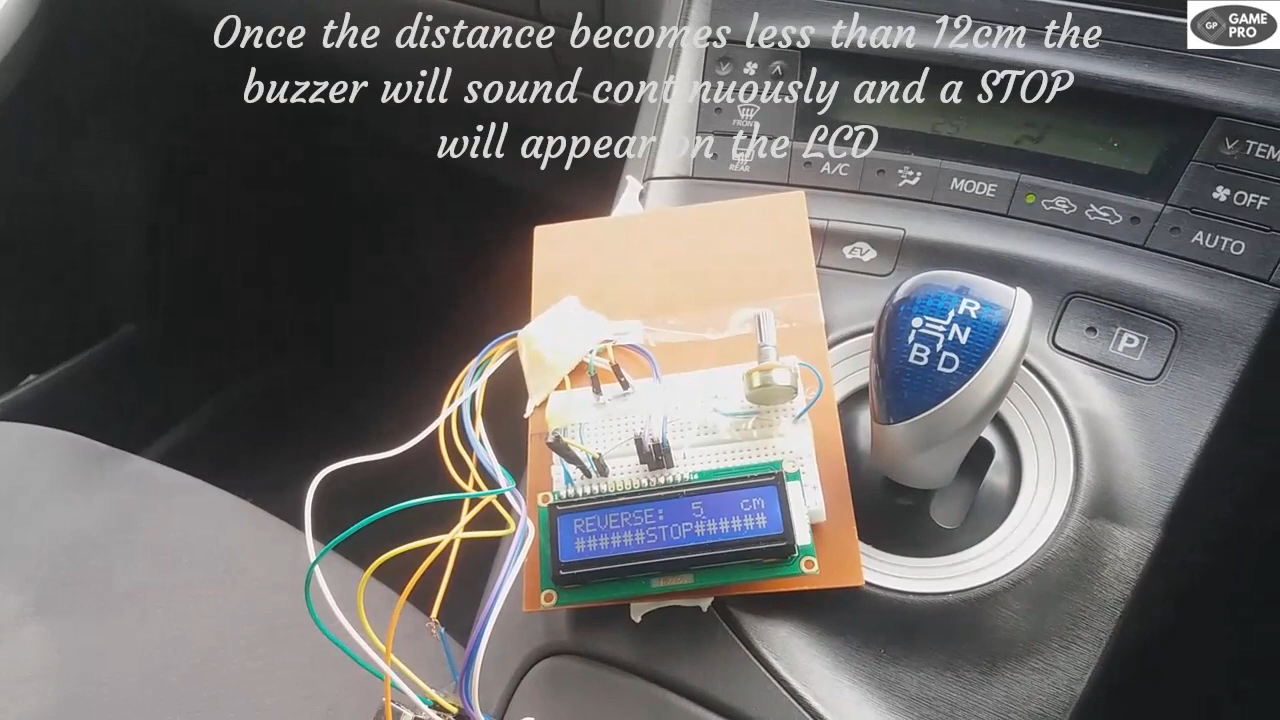 Once the distance becomes less than 12cm the
buzzer will sound continuously and a STOP
will appear on the LCD
GP GAME
PRO
FRONT
REAR
A/C
MODE
TEM
OFF
AUTO
EV
R
N
B D
P
REVERSE: 5 cm
######STOP######